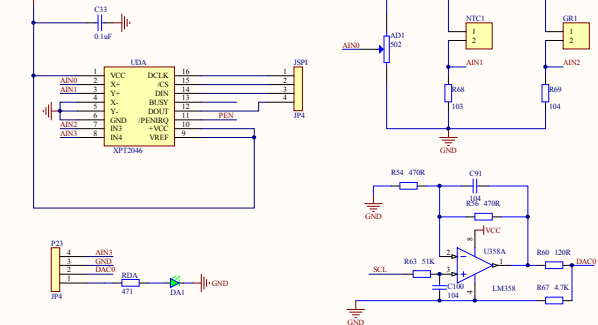 C33
0.1uF
NTC1
1
2
GR1
1
2
AD1
502
AIN0
AIN1
AIN2
R68
103
R69
104
GND
UDA
JSPI
AIN0
AIN1
AIN2
AIN3
1 VCC DCLK 16
2 X+ /CS 15
3 Y+ DIN 14
4 X- BUSY 13
5 Y- DOUT 12
6 GND /PENIRQ 11
7 IN3 +VCC 10
8 IN4 VREF 9
PEN
1
2
3
4
JP4
XPT2046
R54 470R
C91
104
R56 470R
GND
VCC
8
U358A
2
3
1
4
LM358
SCL
R63 51K
C100
104
R60 120R
DAC0
R67 4.7K
GND
P23
4 AIN3
3 GND
2 DAC0
1
JP4
RDA
471
DA1
GND